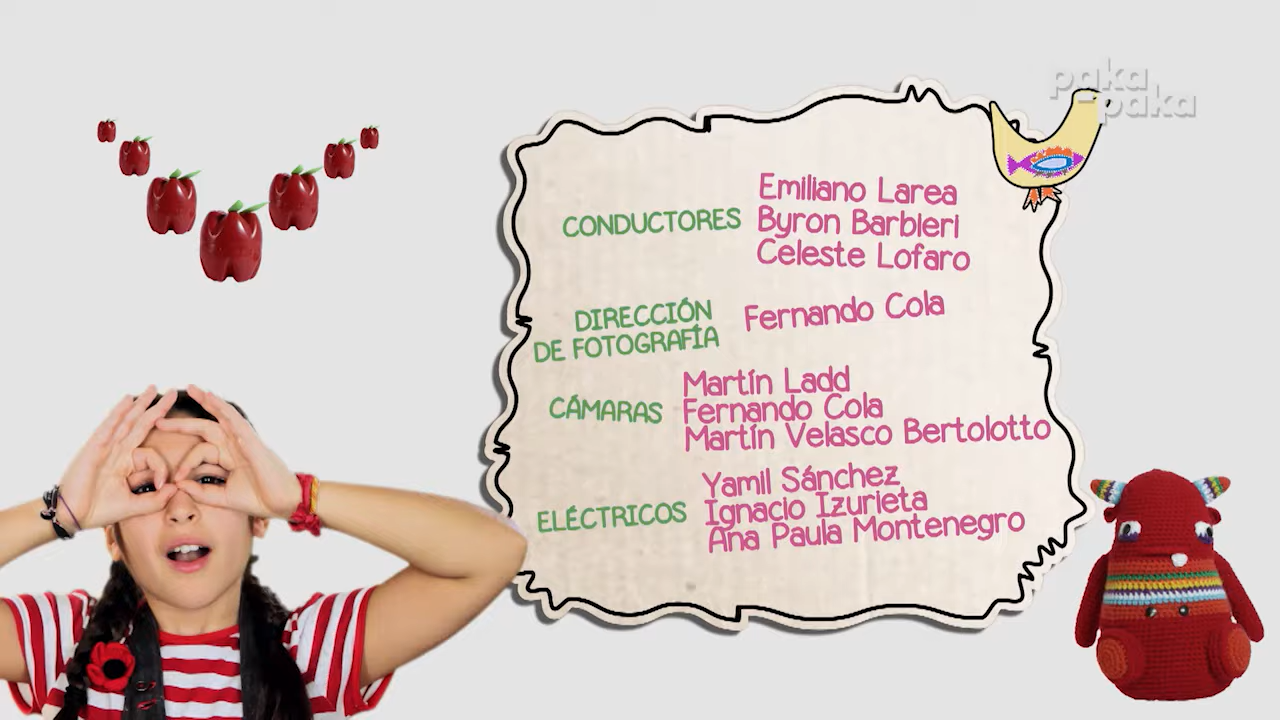 paka
-paka
CONDUCTORES
Emiliano Larea
Byron Barbieri
Celeste Lofaro
DIRECCIÓN
DE FOTOGRAFÍA
Fernando Cola
CÁMARAS
Martín Ladd
Fernando Cola
Martín Velasco Bertolotto
ELÉCTRICOS
Yamil Sánchez
Ignacio Izurieta
Ana Paula Montenegro